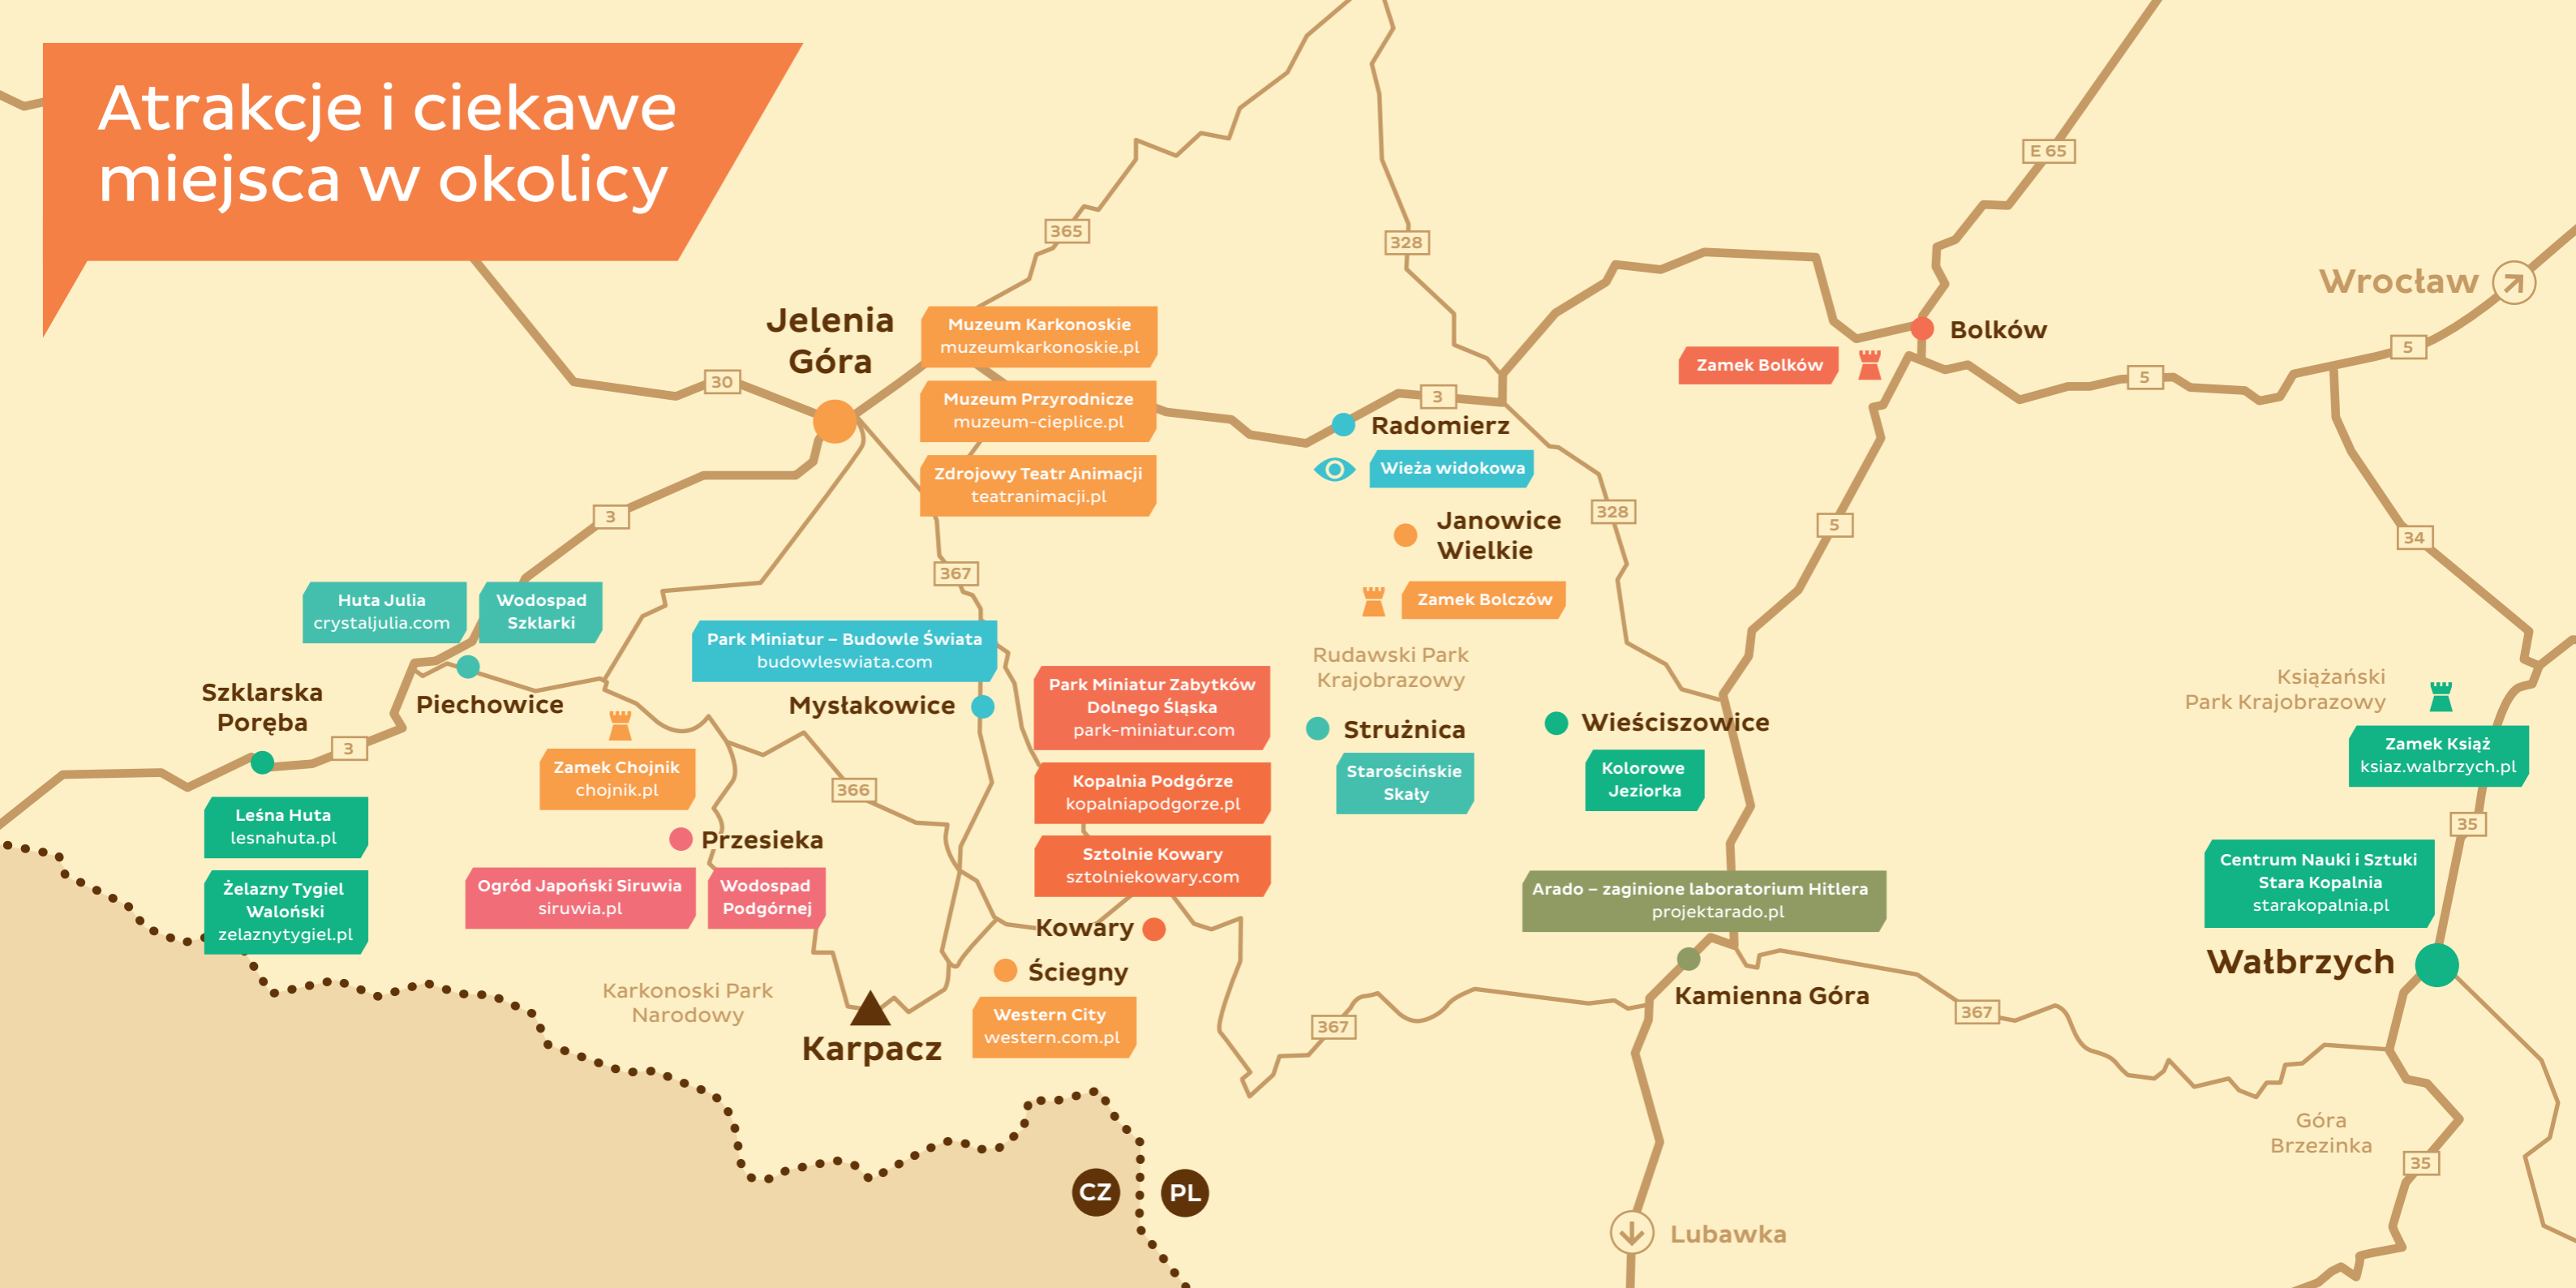 Atrakcje i ciekawe
miejsca w okolicy
E 65
365
328
Wrocław
Jelenia
Góra
Muzeum Karkonoskie
muzeumkarkonoskie.pl
Bolków
5
Zamek Bolków
30
5
3
Muzeum Przyrodnicze
muzeum-cieplice.pl
Radomierz
Wieża widokowa
Zdrojowy Teatr Animacji
teatranimacji.pl
3
328
5
34
Janowice
Wielkie
367
Zamek Bolczów
Huta Julia
crystaljulia.com
Wodospad
Szklarki
Park Miniatur – Budowle Świata
budowleswiata.com
Mysłakowice
Rudawski Park
Krajobrazowy
Książański
Park Krajobrazowy
Szklarska
Poręba
Piechowice
Park Miniatur Zabytków
Dolnego Śląska
park-miniatur.com
Strużnica
Starościńskie
Skały
Wieściszowice
Kolorowe
Jeziorka
Zamek Książ
ksiaz.walbrzych.pl
3
Zamek Chojnik
chojnik.pl
366
Kopalnia Podgórze
kopalniapodgorze.pl
35
Leśna Huta
lesnahuta.pl
Przesieka
Sztolnie Kowary
sztolniekowary.com
Żelazny Tygiel
Waloński
zelaznytygiel.pl
Ogród Japoński Siruwia
siruwia.pl
Wodospad
Podgórnej
Arado – zaginione laboratorium Hitlera
projektarado.pl
Centrum Nauki i Sztuki
Stara Kopalnia
starakopalnia.pl
Kowary
Wałbrzych
Ściegny
Western City
western.com.pl
Karkonoski Park
Narodowy
Karpacz
Kamienna Góra
367
367
Góra
Brzezinka
35
CZ
PL
Lubawka